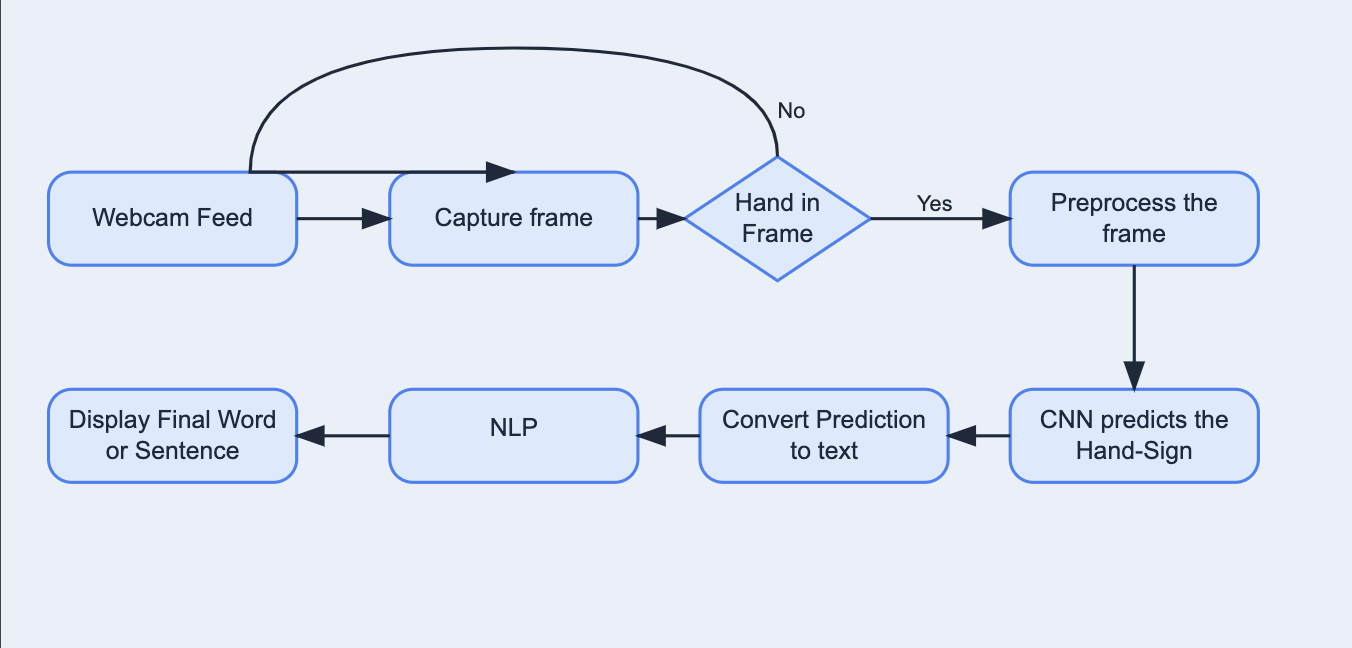 No
Webcam Feed
Capture frame
Hand in
Frame
Yes
Preprocess the
frame
Display Final Word
or Sentence
NLP
Convert Prediction
to text
CNN predicts the
Hand-Sign